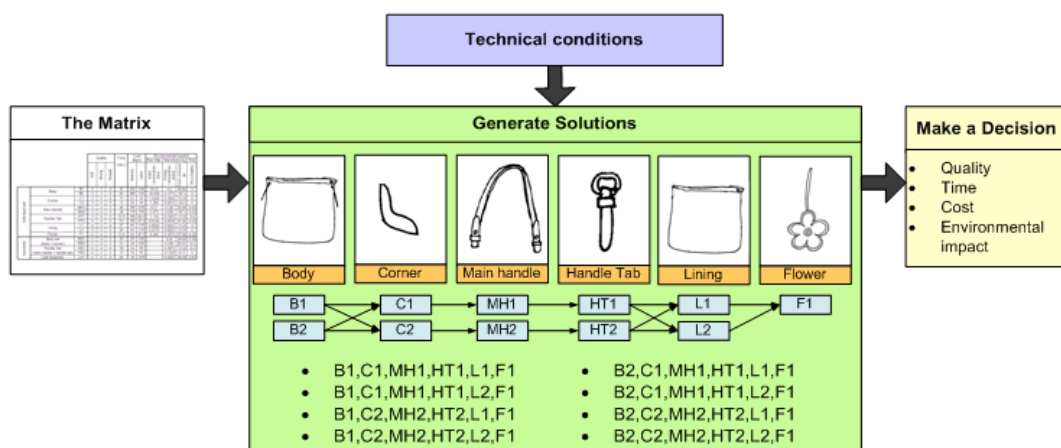 Technical conditions
The Matrix
Generate Solutions
Make a Decision
• Quality
• Time
• Cost
• Environmental
impact
Body
Corner
Main handle
Handle Tab
Lining
Flower
B1
C1
MH1
HT1
L1
F1
B2
C2
MH2
HT2
L2
• B1,C1,MH1,HT1,L1,F1
• B1,C1,MH1,HT1,L2,F1
• B1,C2,MH2,HT2,L1,F1
• B1,C2,MH2,HT2,L2,F1
• B2,C1,MH1,HT1,L1,F1
• B2,C1,MH1,HT1,L2,F1
• B2,C2,MH2,HT2,L1,F1
• B2,C2,MH2,HT2,L2,F1